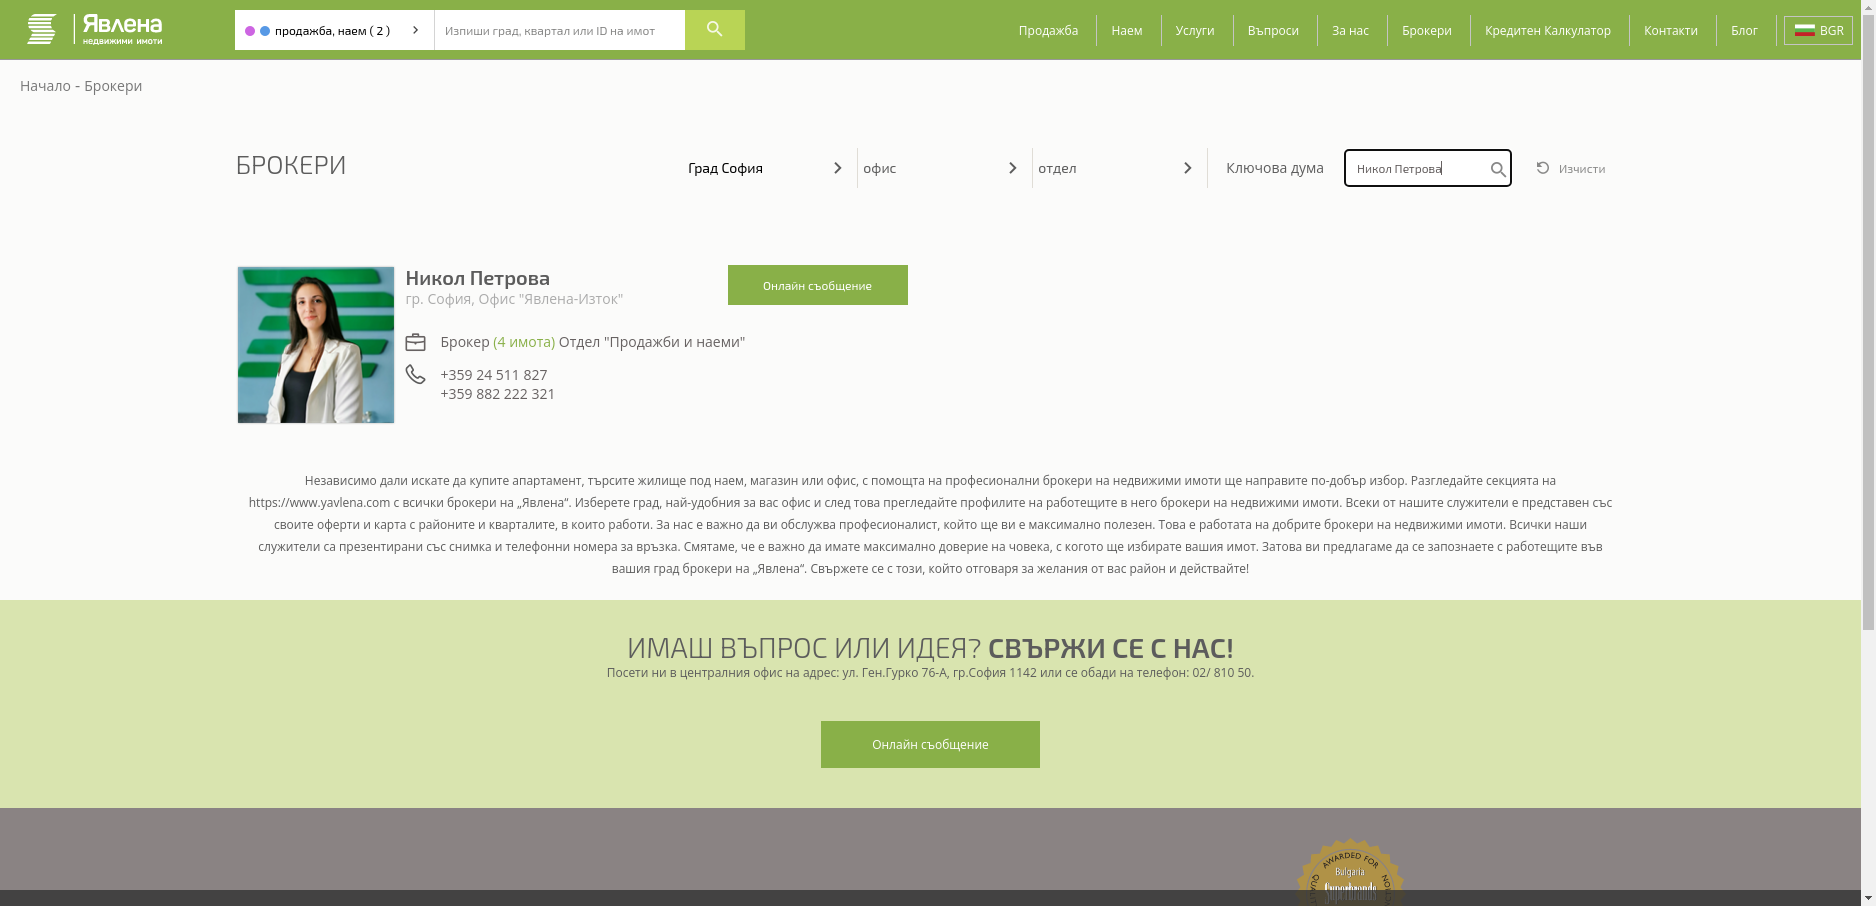 Явлена
недвижими имоти
продажба, наем ( 2 )
Изпиши град, квартал или ID на имот
Продажба
Наем
Услуги
Въпроси
За нас
Брокери
Кредитен Калкулатор
Контакти
Блог
BGR
Начало - Брокери
БРОКЕРИ
Град София
офис
отдел
Ключова дума
Никол Петрова
Изчисти
Никол Петрова
гр. София, Офис "Явлена-Изток"
Онлайн съобщение
Брокер (4 имота) Отдел "Продажби и наеми"
+359 24 511 827
+359 882 222 321
Независимо дали искате да купите апартамент, търсите жилище под наем, магазин или офис, с помощта на професионални брокери на недвижими имоти ще направите по-добър избор. Разгледайте секцията на
https://www.yavlena.com с всички брокери на „Явлена“. Изберете град, най-удобния за вас офис и след това прегледайте профилите на работещите в него брокери на недвижими имоти. Всеки от нашите служители е представен със
своите оферти и карта с районите и кварталите, в които работи. За нас е важно да ви обслужва професионалист, който ще ви е максимално полезен. Това е работата на добрите брокери на недвижими имоти. Всички наши
служители са презентирани със снимка и телефонни номера за връзка. Смятаме, че е важно да имате максимално доверие на човека, с когото ще избирате вашия имот. Затова ви предлагаме да се запознаете с работещите във
вашия град брокери на „Явлена“. Свържете се с този, който отговаря за желания от вас район и действайте!
ИМАШ ВЪПРОС ИЛИ ИДЕЯ? СВЪРЖИ СЕ С НАС!
Посети ни в централния офис на адрес: ул. Ген.Гурко 76-А, гр.София 1142 или се обади на телефон: 02/ 810 50.
Онлайн съобщение
AWARDED FOR
Bulgaria
Superbrands